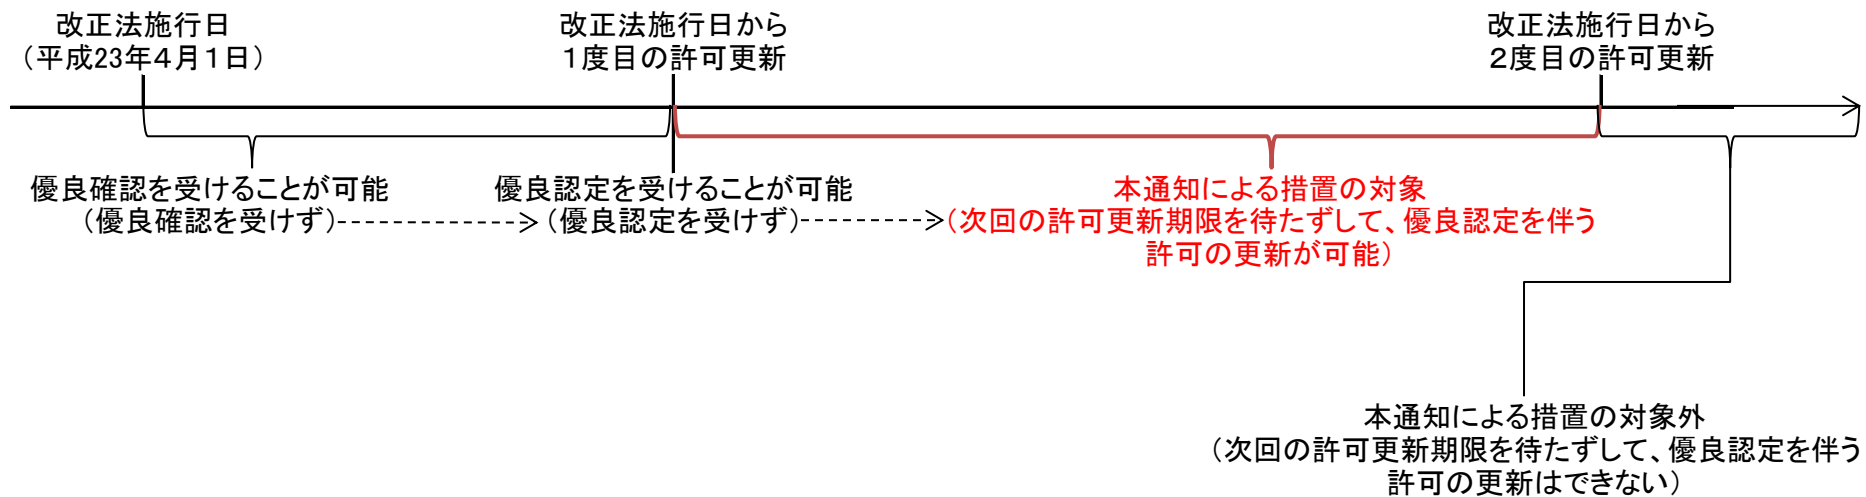 改正法施行日
（平成23年４月１日）
改正法施行日から
１度目の許可更新
改正法施行日から
２度目の許可更新
優良確認を受けることが可能
（優良確認を受けず）
優良認定を受けることが可能
（優良認定を受けず）
本通知による措置の対象
（次回の許可更新期限を待たずして、優良認定を伴う
許可の更新が可能）
本通知による措置の対象外
（次回の許可更新期限を待たずして、優良認定を伴う
許可の更新はできない）